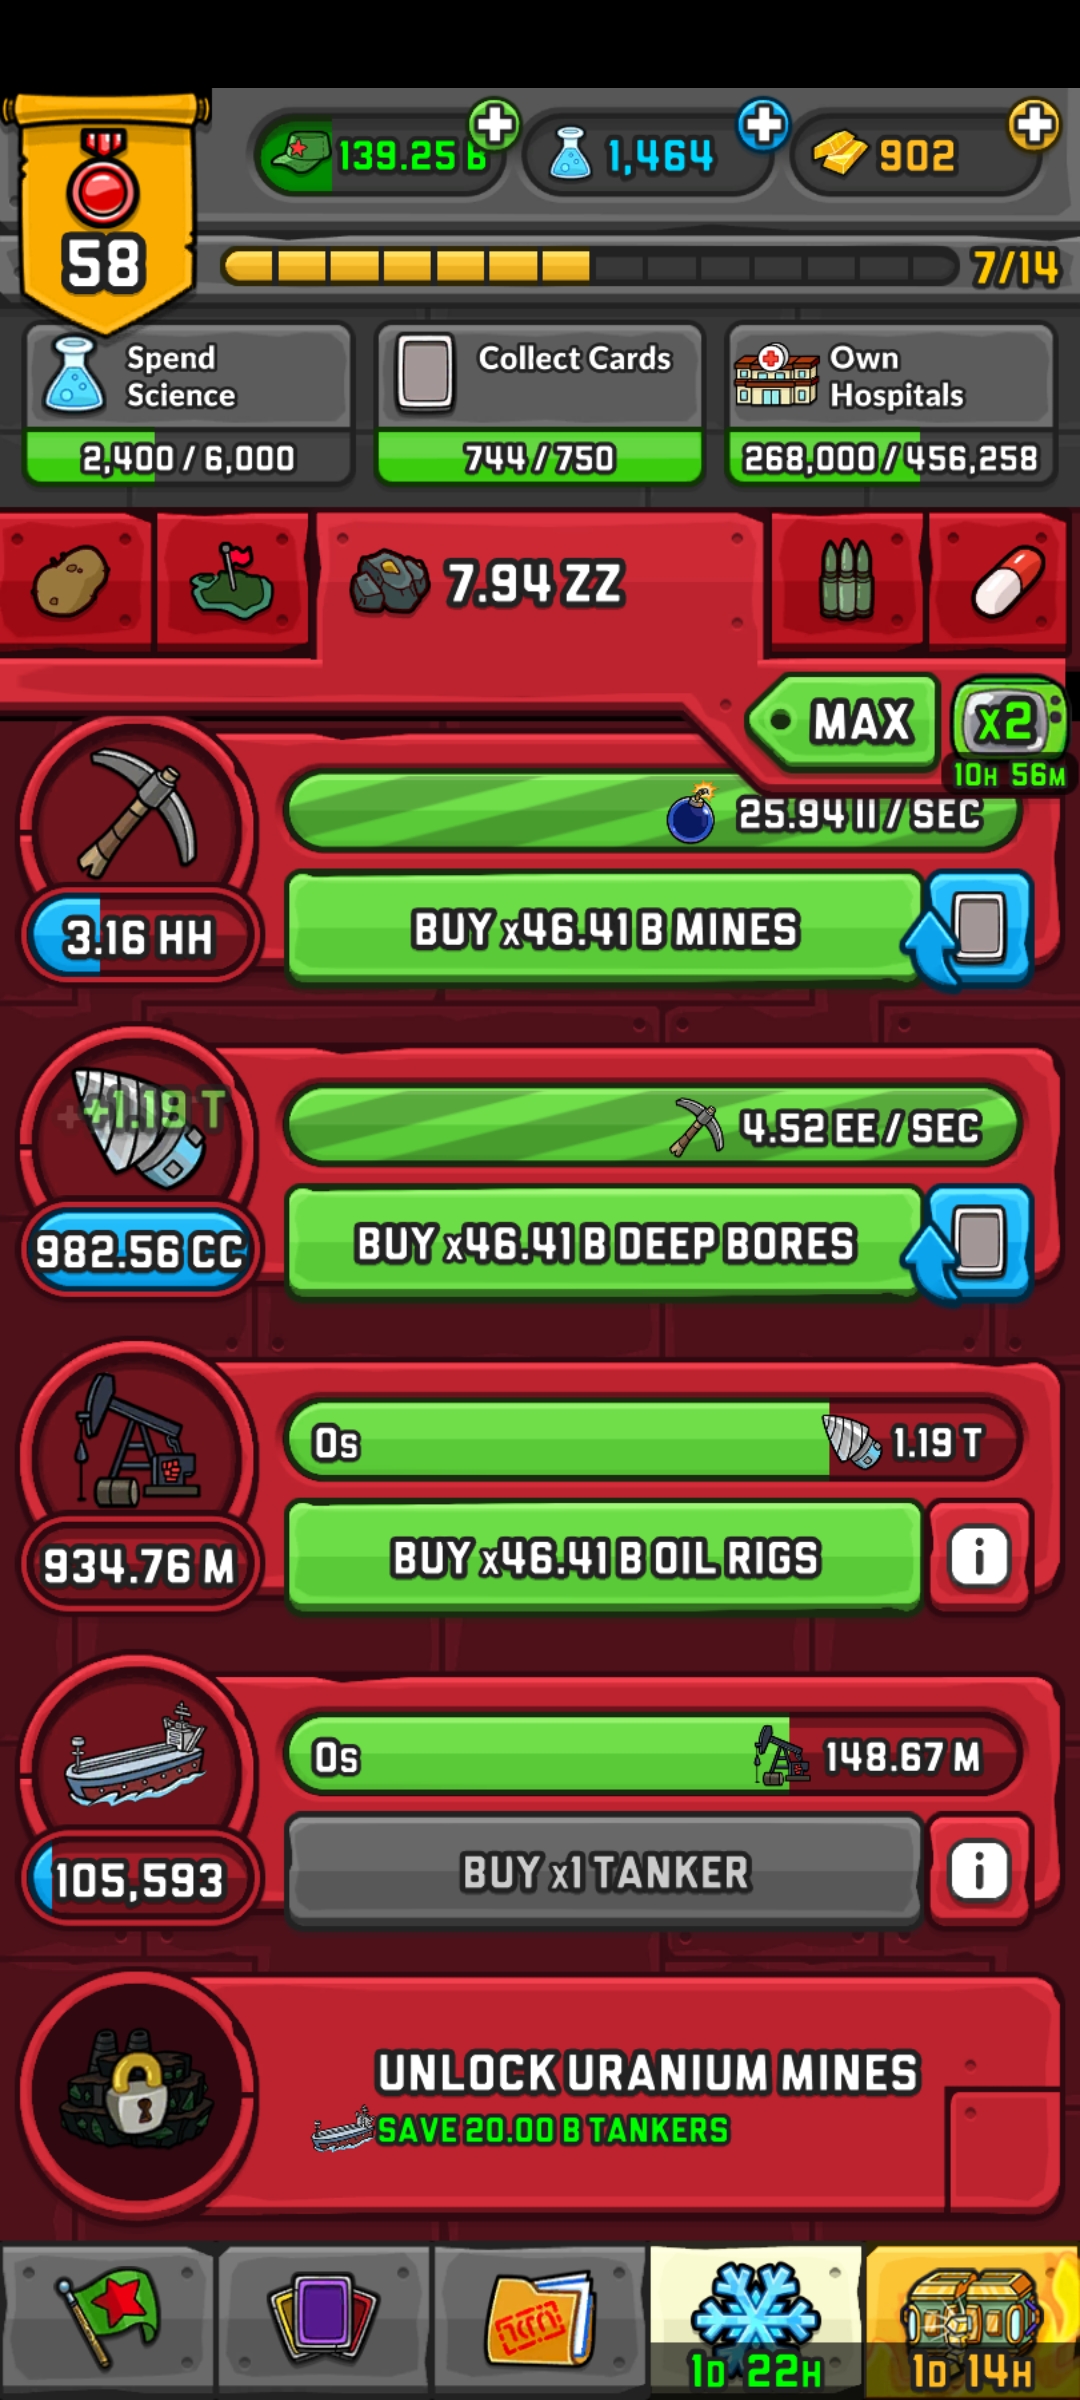 58
139.25 B
1,464
902
7/14
Spend
Science
2,400 / 6,000
Collect Cards
744 / 750
Own
Hospitals
268,000 / 456,258
7.94 ZZ
MAX
x2
10H 56M
25.94 II / SEC
3.16 HH
BUY x46.41 B MINES
+1.19 T
4.52 EE / SEC
982.56 CC
BUY x46.41 B DEEP BORES
0s
1.19 T
934.76 M
BUY x46.41 B OIL RIGS
i
0s
148.67 M
105,593
BUY x1 TANKER
i
UNLOCK URANIUM MINES
SAVE 20.00 B TANKERS
1D 22H
1D 14H